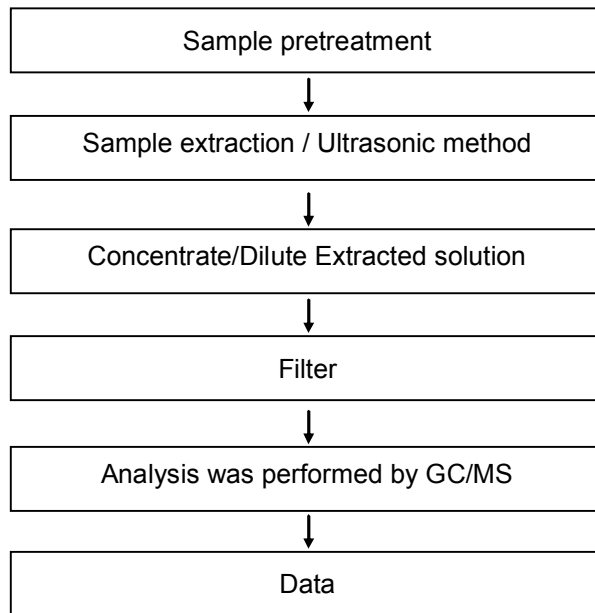 Sample pretreatment
Sample extraction / Ultrasonic method
Concentrate/Dilute Extracted solution
Filter
Analysis was performed by GC/MS
Data